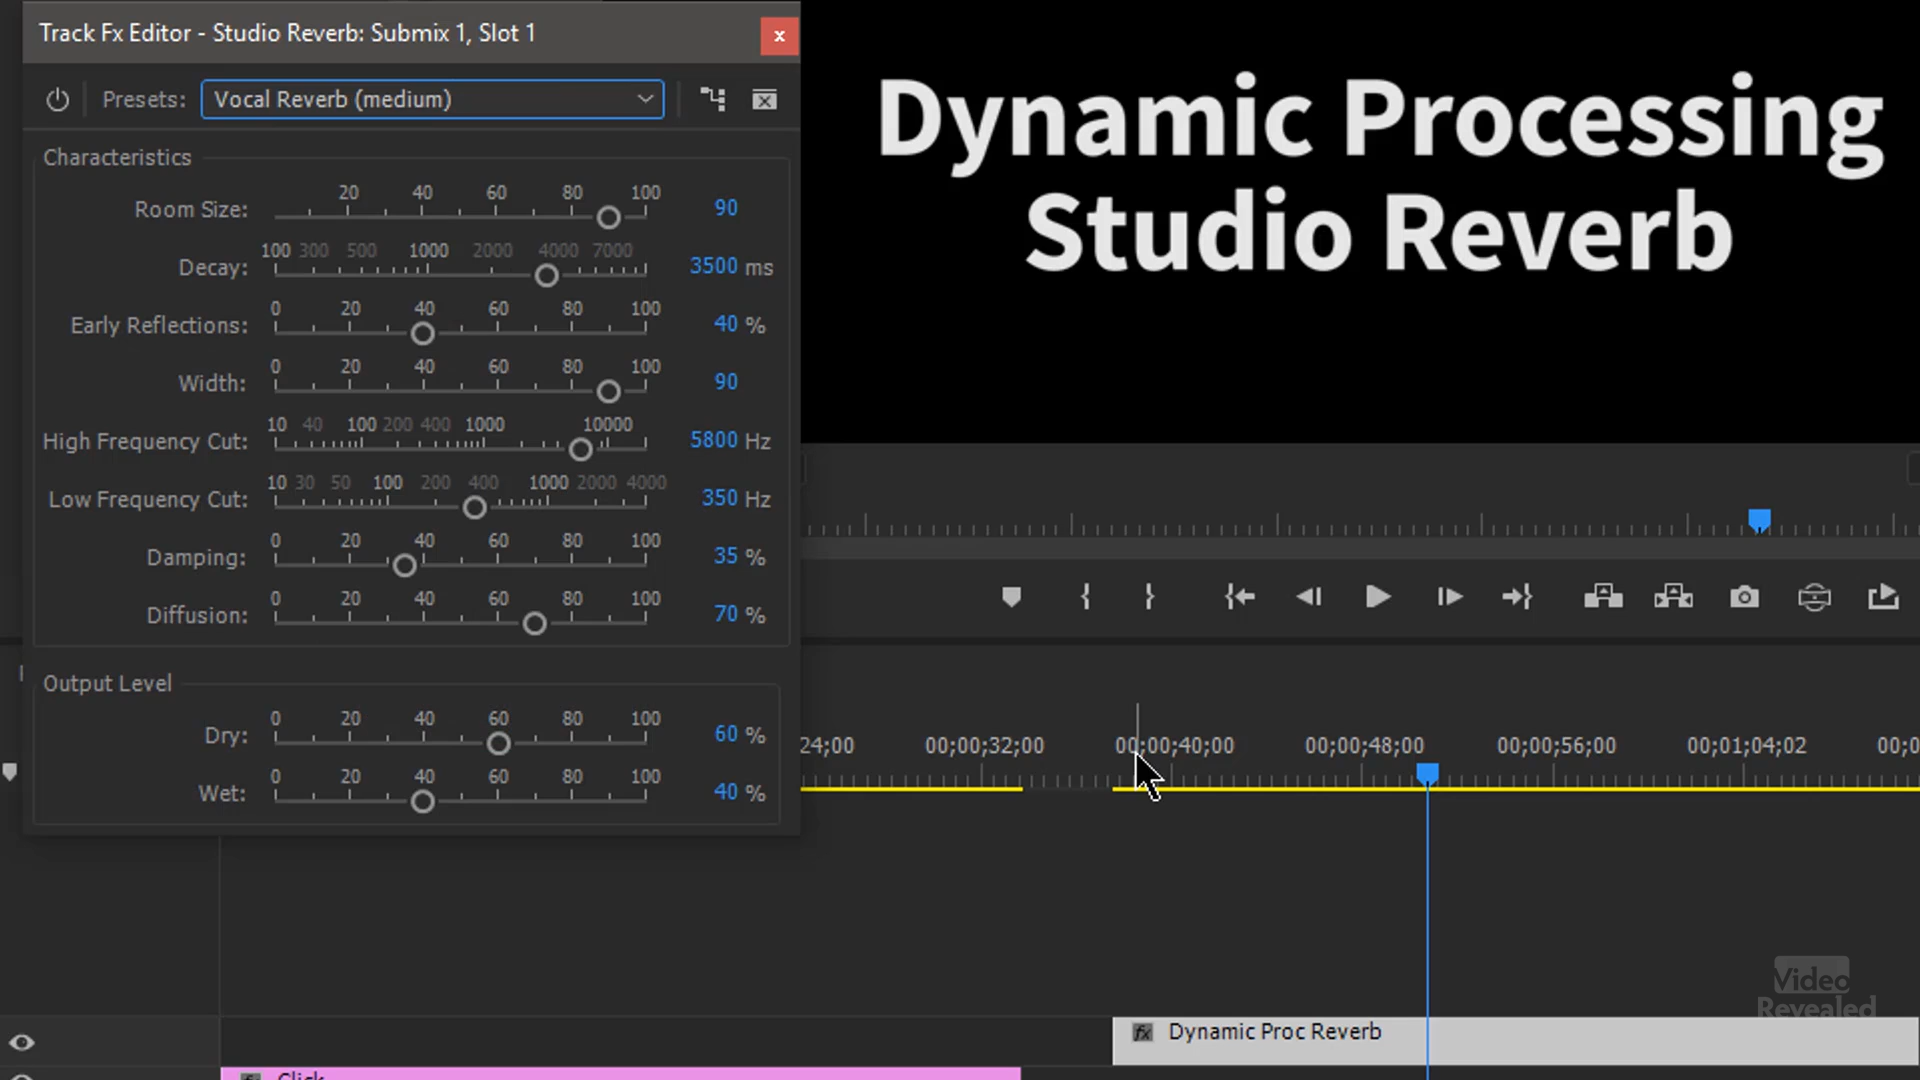 Track Fx Editor - Studio Reverb: Submix 1, Slot 1
x
Presets: Vocal Reverb (medium)
Characteristics
20 40 60 80 100
Room Size: 90
100 300 500 1000 2000 4000 7000
Decay: 3500 ms
0 20 40 60 80 100
Early Reflections: 40 %
0 20 40 60 80 100
Width: 90
10 40 100 200 400 1000 10000
High Frequency Cut: 5800 Hz
10 30 50 100 200 400 1000 2000 4000
Low Frequency Cut: 350 Hz
0 20 40 60 80 100
Damping: 35 %
0 20 40 60 80 100
Diffusion: 70 %
Output Level
0 20 40 60 80 100
Dry: 60 %
0 20 40 60 80 100
Wet: 40 %
Dynamic Processing
Studio Reverb
24;00 00;00;32;00 00;00;40;00 00;00;48;00 00;00;56;00 00;01;04;02 00;0
fx Dynamic Proc Reverb
Click
Video
Revealed